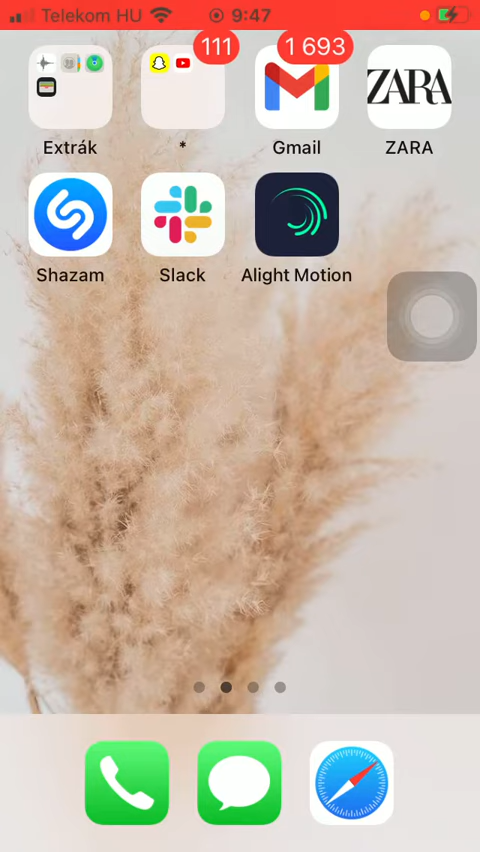 Telekom HU 9:47
111
1 693
ZARA
Extrák
*
Gmail
ZARA
Shazam
Slack
Alight Motion